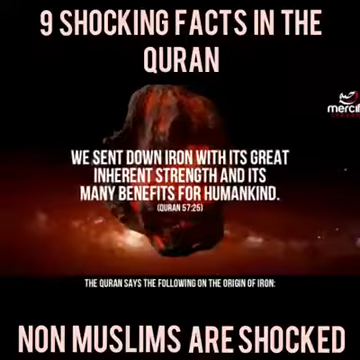 9 SHOCKING FACTS IN THE
QURAN
WE SENT DOWN IRON WITH ITS GREAT
INHERENT STRENGTH AND ITS
MANY BENEFITS FOR HUMANKIND.
(QURAN 57:25)
THE QURAN SAYS THE FOLLOWING ON THE ORIGIN OF IRON:
NON MUSLIMS ARE SHOCKED